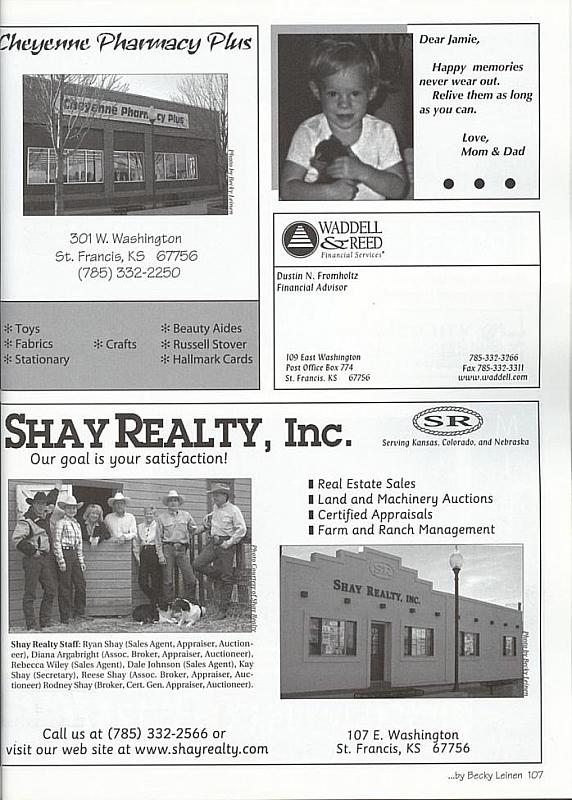 Cheyenne Pharmacy Plus
Cheyenne Pharmacy Plus
Photo by Becky Leinen
301 W. Washington
St. Francis, KS 67756
(785) 332-2250
* Toys
* Fabrics
* Stationary
* Crafts
* Beauty Aides
* Russell Stover
* Hallmark Cards
Dear Jamie,
Happy memories
never wear out.
Relive them as long
as you can.
Love,
Mom & Dad
WADDELL
& REED
Financial Services®
Dustin N. Fromholtz
Financial Advisor
109 East Washington
Post Office Box 774
St. Francis, KS 67756
785-332-3266
Fax 785-332-3311
www.waddell.com
SHAY REALTY, Inc.
Our goal is your satisfaction!
SR
Serving Kansas, Colorado, and Nebraska
Real Estate Sales
Land and Machinery Auctions
Certified Appraisals
Farm and Ranch Management
Photo Courtesy of Shay Realty
Shay Realty Staff: Ryan Shay (Sales Agent, Appraiser, Auction-
eer), Diana Argabright (Assoc. Broker, Appraiser, Auctioneer),
Rebecca Wiley (Sales Agent), Dale Johnson (Sales Agent), Kay
Shay (Secretary), Reese Shay (Assoc. Broker, Appraiser, Auc-
tioneer) Rodney Shay (Broker, Cert. Gen. Appraiser, Auctioneer).
SR
SHAY REALTY, INC.
Photo by Becky Leinen
Call us at (785) 332-2566 or
visit our web site at www.shayrealty.com
107 E. Washington
St. Francis, KS 67756
...by Becky Leinen 107